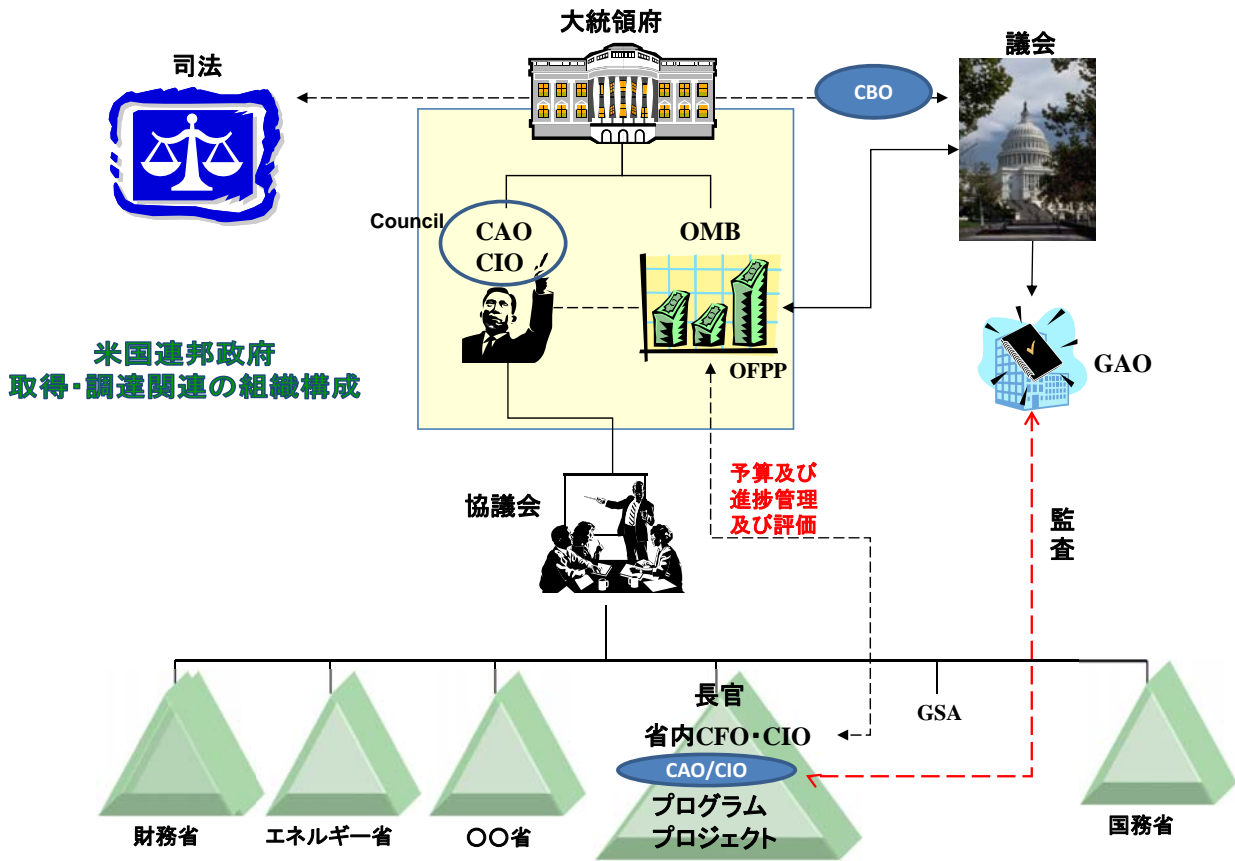 大統領府
議会
司法
CBO
Council
CAO
CIO
OMB
OFPP
米国連邦政府
取得・調達関連の組織構成
GAO
予算及び
進捗管理
及び評価
協議会
監
査
長官
GSA
省内CFO・CIO
CAO/CIO
プログラム
プロジェクト
財務省
エネルギー省
〇〇省
国務省